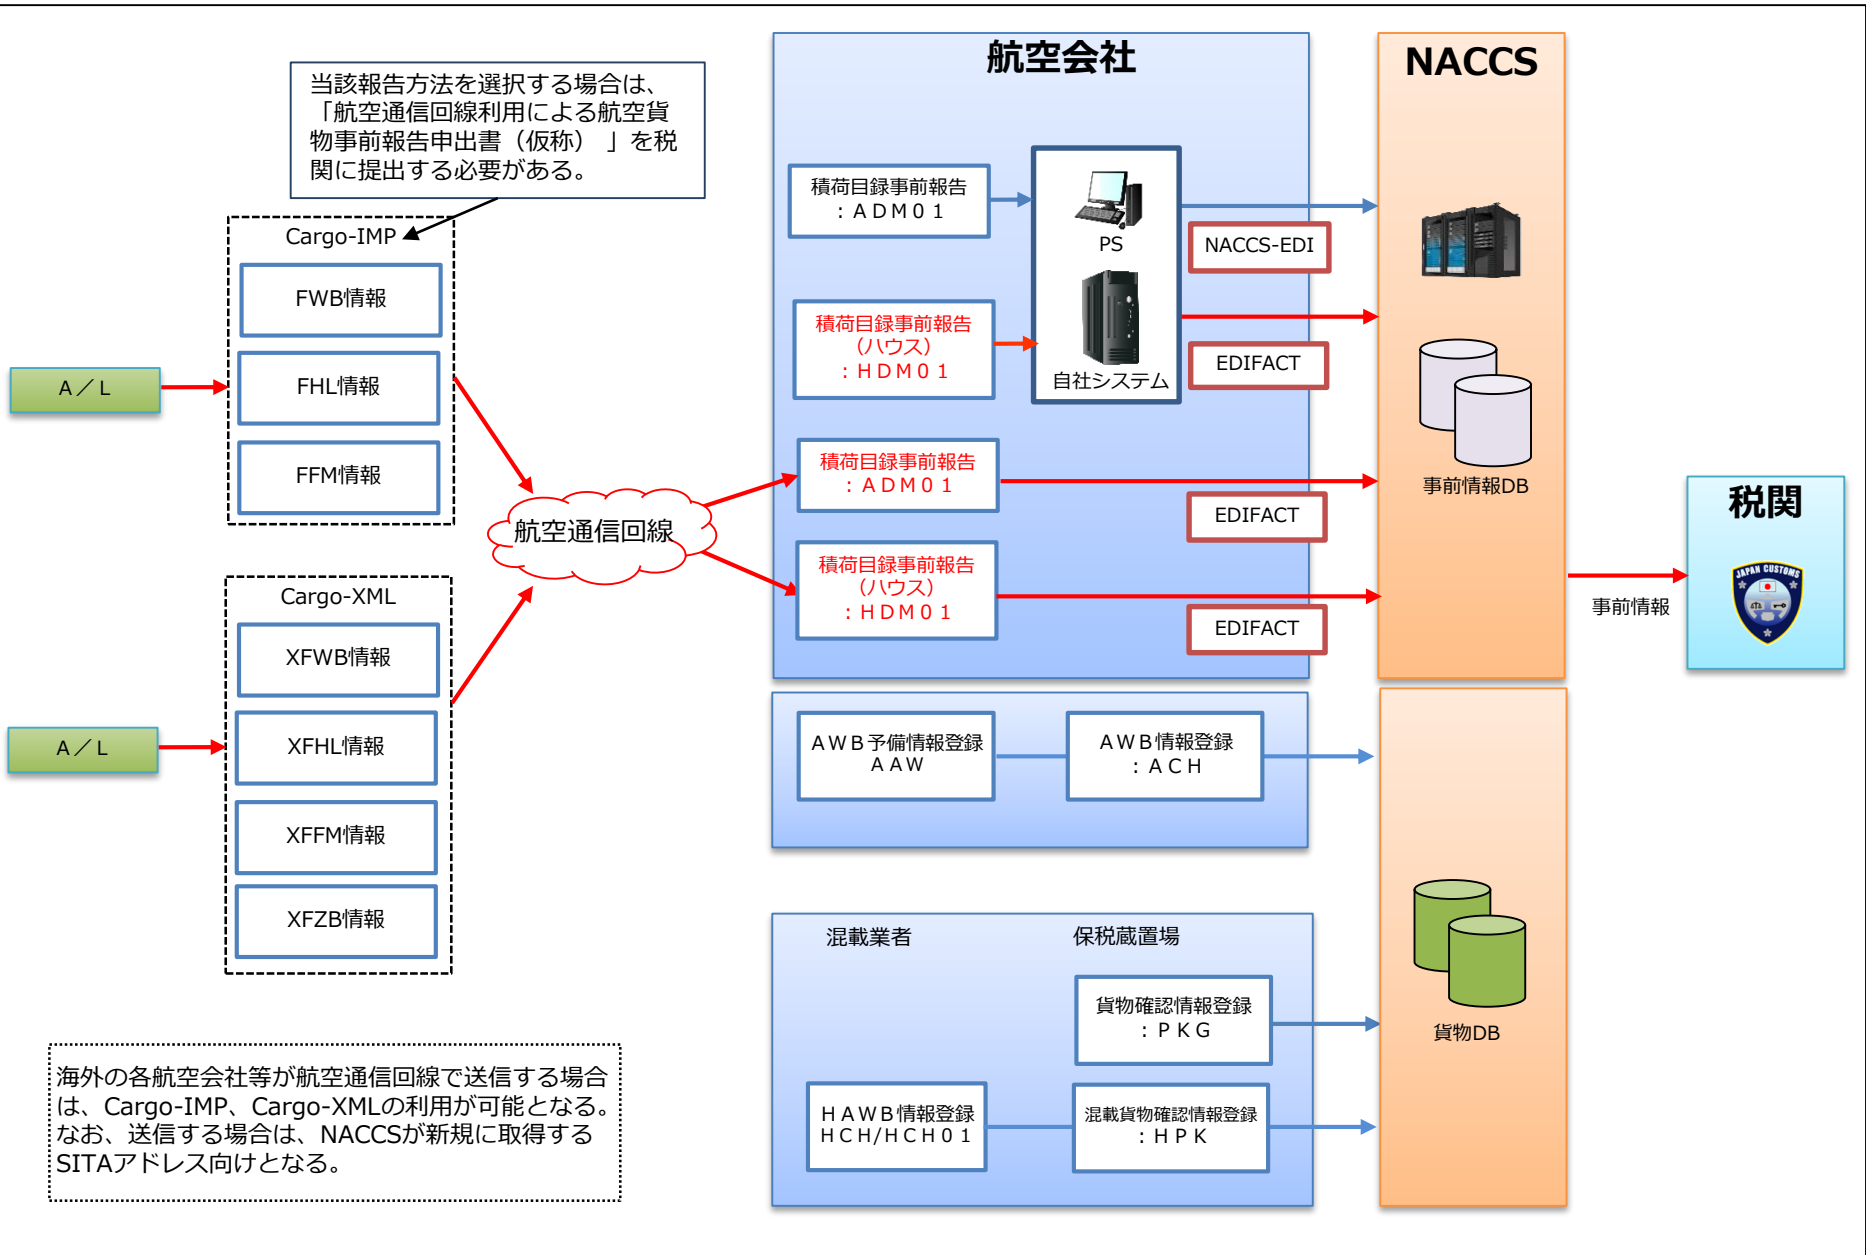 航空会社
NACCS
当該報告方法を選択する場合は、
「航空通信回線利用による航空貨
物事前報告申出書（仮称） 」を税
関に提出する必要がある。
積荷目録事前報告
：ＡＤＭ０１
PS
NACCS-EDI
Cargo-IMP
FWB情報
FHL情報
FFM情報
Ａ／Ｌ
積荷目録事前報告
（ハウス）
：ＨＤＭ０１
自社システム
EDIFACT
積荷目録事前報告
：ＡＤＭ０１
EDIFACT
事前情報DB
航空通信回線
積荷目録事前報告
（ハウス）
：ＨＤＭ０１
EDIFACT
税関
JAPAN CUSTOMS
事前情報
Cargo-XML
XFWB情報
XFHL情報
XFFM情報
XFZB情報
Ａ／Ｌ
ＡＷＢ予備情報登録
ＡＡＷ
ＡＷＢ情報登録
：ＡＣＨ
混載業者
保税蔵置場
貨物確認情報登録
：ＰＫＧ
貨物DB
ＨＡＷＢ情報登録
ＨＣＨ/ＨＣＨ０１
混載貨物確認情報登録
：ＨＰＫ
海外の各航空会社等が航空通信回線で送信する場合
は、Cargo-IMP、Cargo-XMLの利用が可能となる。
なお、送信する場合は、NACCSが新規に取得する
SITAアドレス向けとなる。